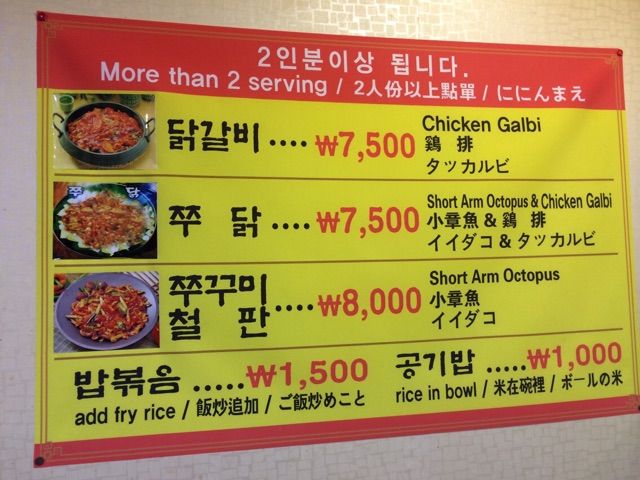 2인분이상 됩니다.
More than 2 serving / 2人份以上點單 / ににんまえ
닭갈비 .... ₩7,500
Chicken Galbi
鷄 排
タッカルビ
쭈 닭
쭈 닭 .... ₩7,500
Short Arm Octopus & Chicken Galbi
小章魚 & 鷄 排
イイダコ & タッカルビ
쭈꾸미
철 판 .... ₩8,000
Short Arm Octopus
小章魚
イイダコ
밥볶음 ..... ₩1,500
add fry rice / 飯炒追加 / ご飯炒めこと
공기밥 ..... ₩1,000
rice in bowl / 米在碗裡 / ボールの米